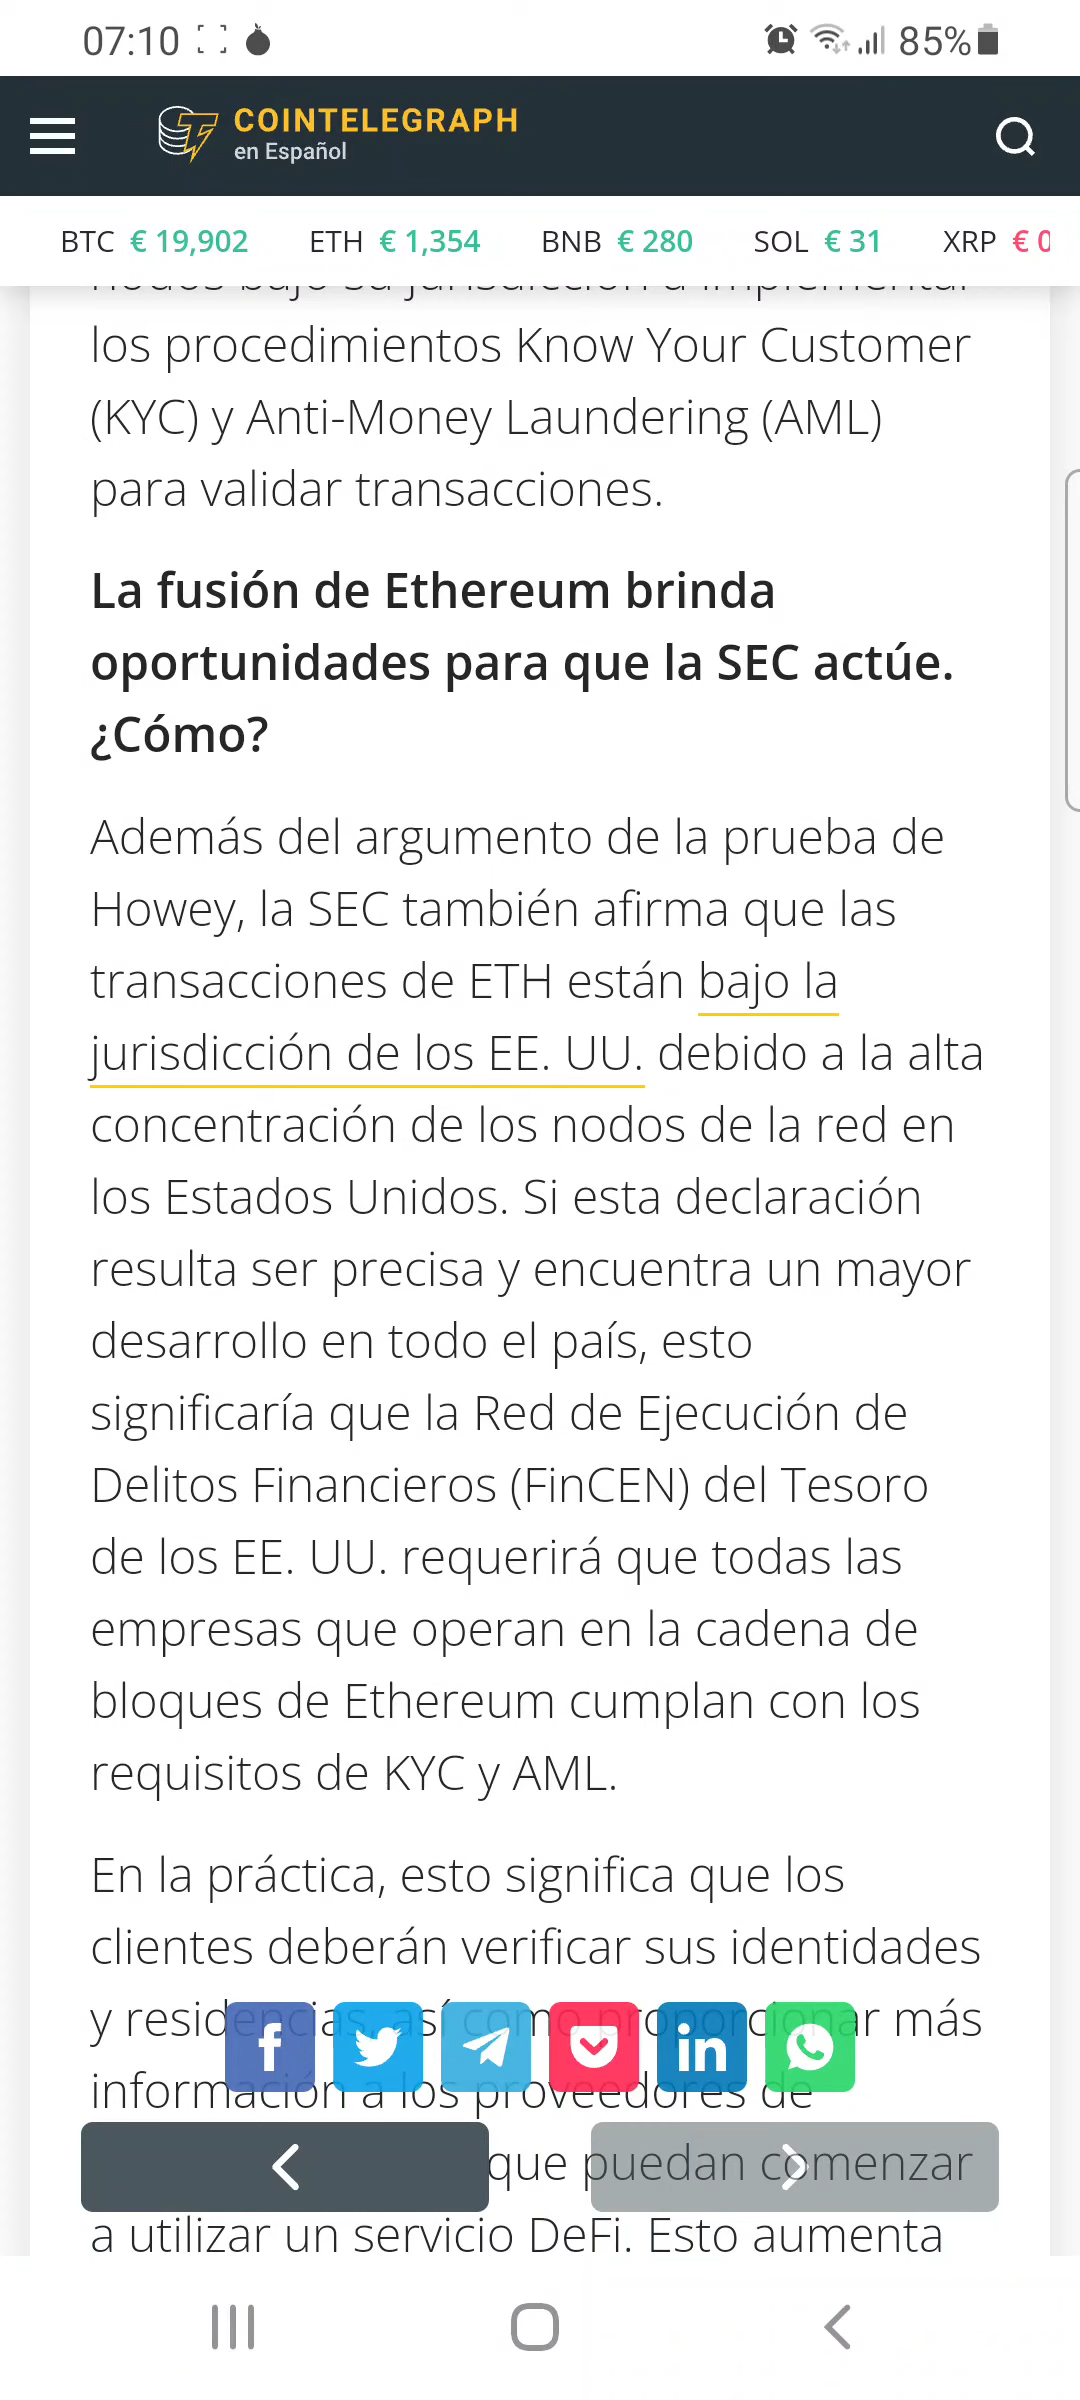 07:10
85%
COINTELEGRAPH
en Español
BTC € 19,902 ETH € 1,354 BNB € 280 SOL € 31 XRP € 0
nodos bajo su jurisdicción a implementar
los procedimientos Know Your Customer
(KYC) y Anti-Money Laundering (AML)
para validar transacciones.
La fusión de Ethereum brinda
oportunidades para que la SEC actúe.
¿Cómo?
Además del argumento de la prueba de
Howey, la SEC también afirma que las
transacciones de ETH están bajo la
jurisdicción de los EE. UU. debido a la alta
concentración de los nodos de la red en
los Estados Unidos. Si esta declaración
resulta ser precisa y encuentra un mayor
desarrollo en todo el país, esto
significaría que la Red de Ejecución de
Delitos Financieros (FinCEN) del Tesoro
de los EE. UU. requerirá que todas las
empresas que operan en la cadena de
bloques de Ethereum cumplan con los
requisitos de KYC y AML.
En la práctica, esto significa que los
clientes deberán verificar sus identidades
y residencias, así como proporcionar más
información a los proveedores de
que puedan comenzar
a utilizar un servicio DeFi. Esto aumenta